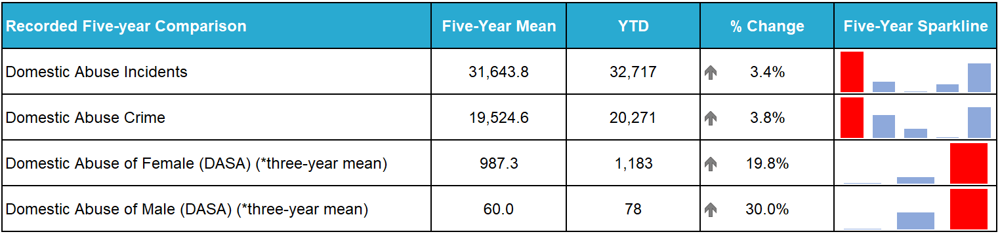 Recorded Five-year Comparison Five-Year Mean YTD % Change Five-Year Sparkline
Domestic Abuse Incidents 31,643.8 32,717 3.4%
Domestic Abuse Crime 19,524.6 20,271 3.8%
Domestic Abuse of Female (DASA) (*three-year mean) 987.3 1,183 19.8%
Domestic Abuse of Male (DASA) (*three-year mean) 60.0 78 30.0%